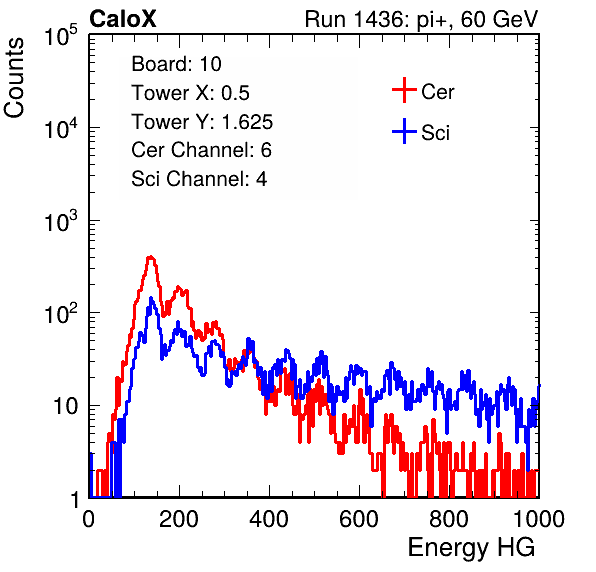 CaloX Run 1436: pi+, 60 GeV
Counts
10^5
10^4
10^3
10^2
10
1
Board: 10
Tower X: 0.5
Tower Y: 1.625
Cer Channel: 6
Sci Channel: 4
Cer
Sci
0 200 400 600 800 1000
Energy HG